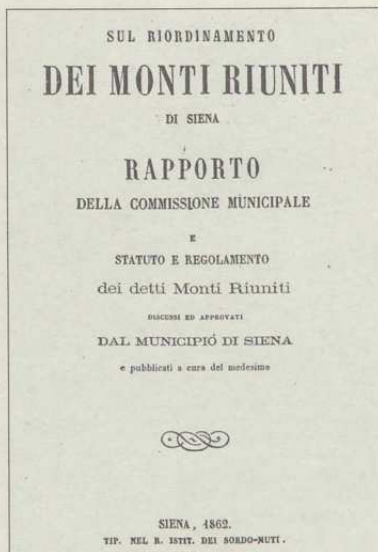 SUL RIORDINAMENTO
DEI MONTI RIUNITI
DI SIENA
RAPPORTO
DELLA COMMISSIONE MUNICIPALE
E
STATUTO E REGOLAMENTO
dei detti Monti Riuniti
DISCUSSI ED APPROVATI
DAL MUNICIPIÓ DI SIENA
e pubblicati a cura del medesimo
SIENA, 1862.
TIP. NEL R. ISTIT. DEI SORDO-MUTI.